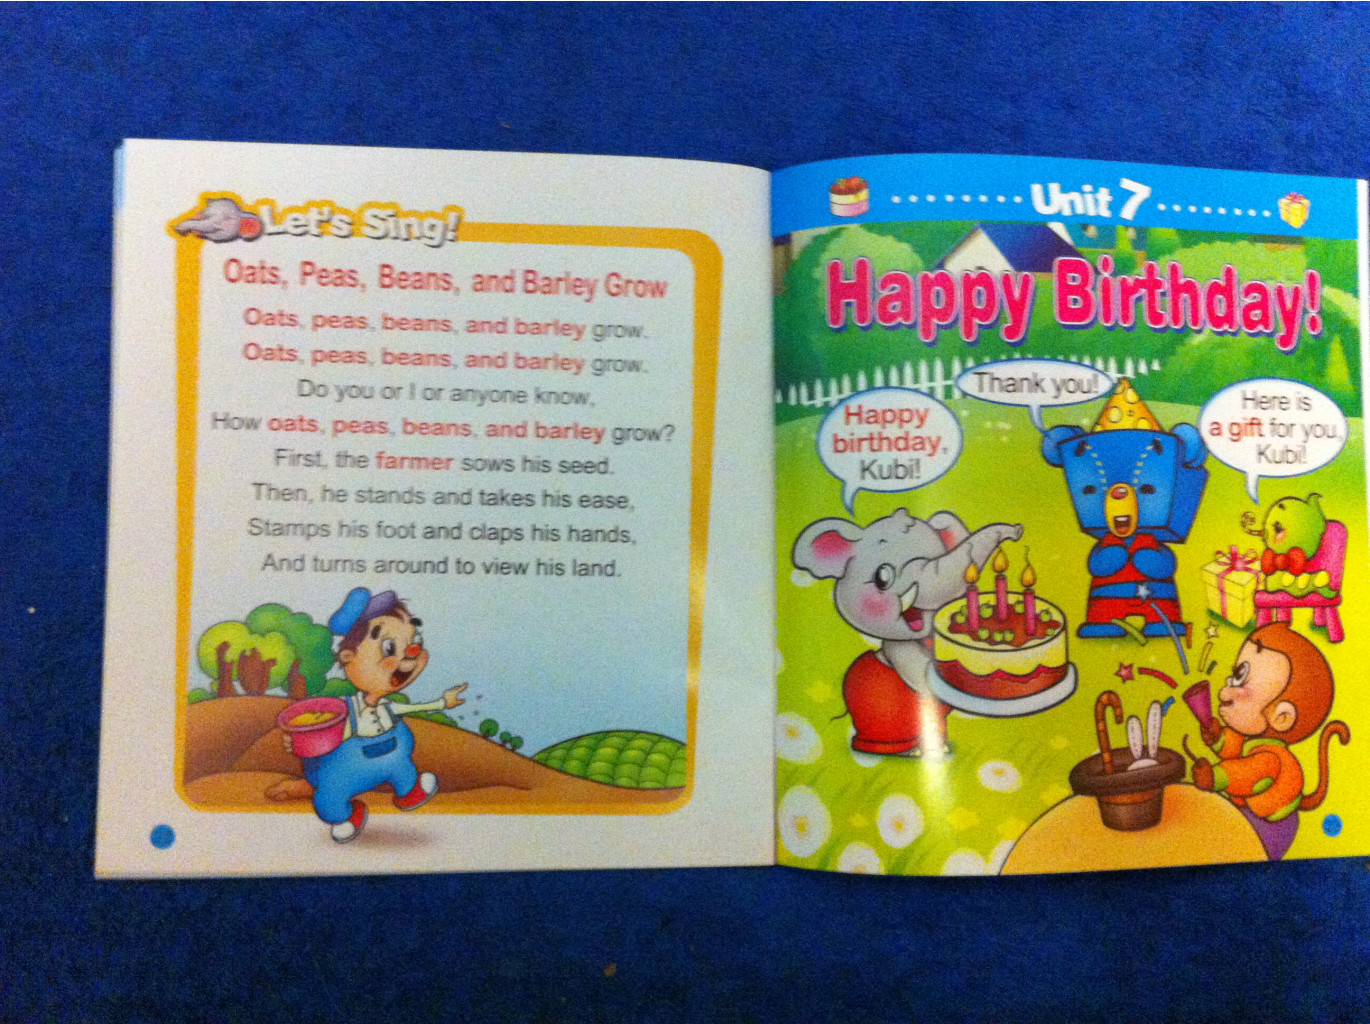 Let's Sing!
Oats, Peas, Beans, and Barley Grow
Oats, peas, beans, and barley grow.
Oats, peas, beans, and barley grow.
Do you or I or anyone know,
How oats, peas, beans, and barley grow?
First, the farmer sows his seed.
Then, he stands and takes his ease,
Stamps his foot and claps his hands,
And turns around to view his land.
Unit 7
Happy Birthday!
Happy
birthday,
Kubi!
Thank you!
Here is
a gift for you,
Kubi!